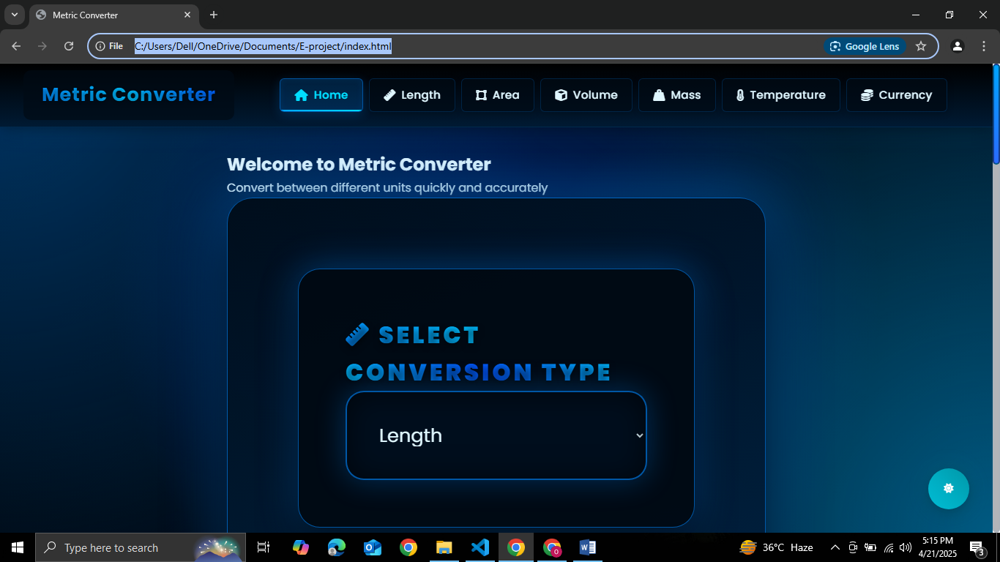 Metric Converter
File
C:/Users/Dell/OneDrive/Documents/E-project/index.html
Google Lens
Metric Converter
Home
Length
Area
Volume
Mass
Temperature
Currency
Welcome to Metric Converter
Convert between different units quickly and accurately
SELECT
CONVERSION TYPE
Length
Type here to search
36°C Haze
5:15 PM
4/21/2025
3